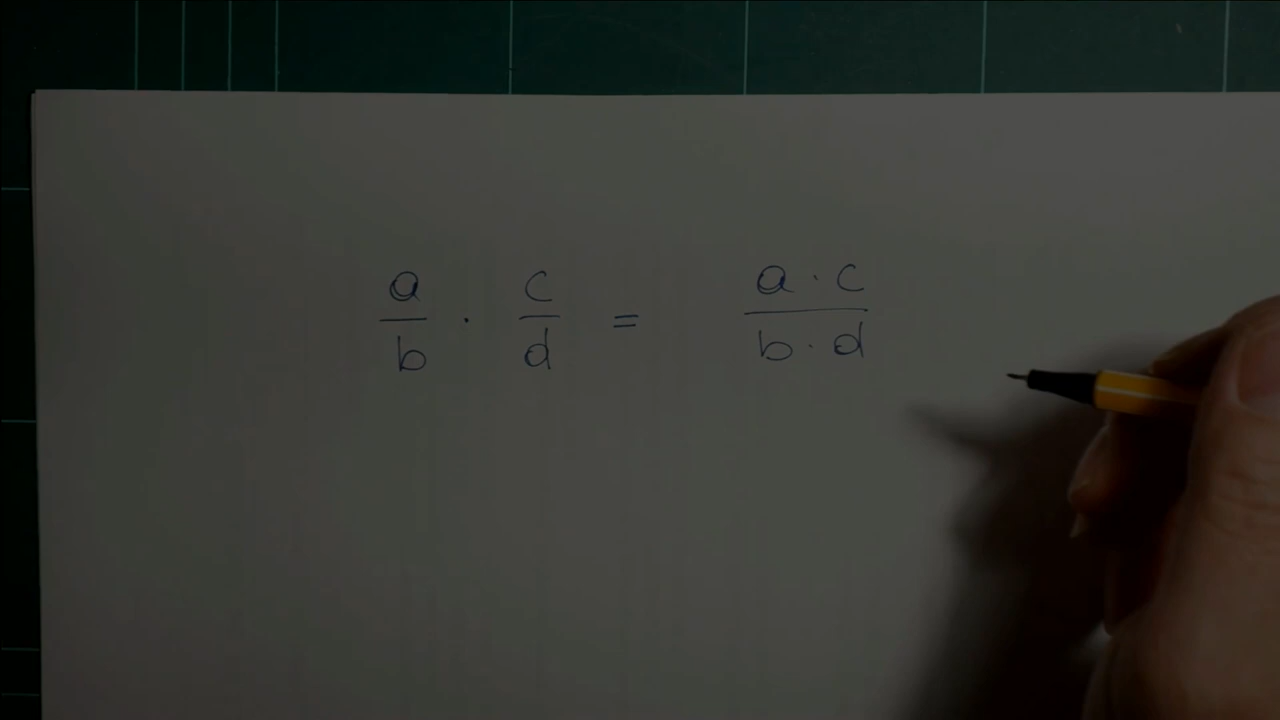 a/b · c/d = a · c / b · d